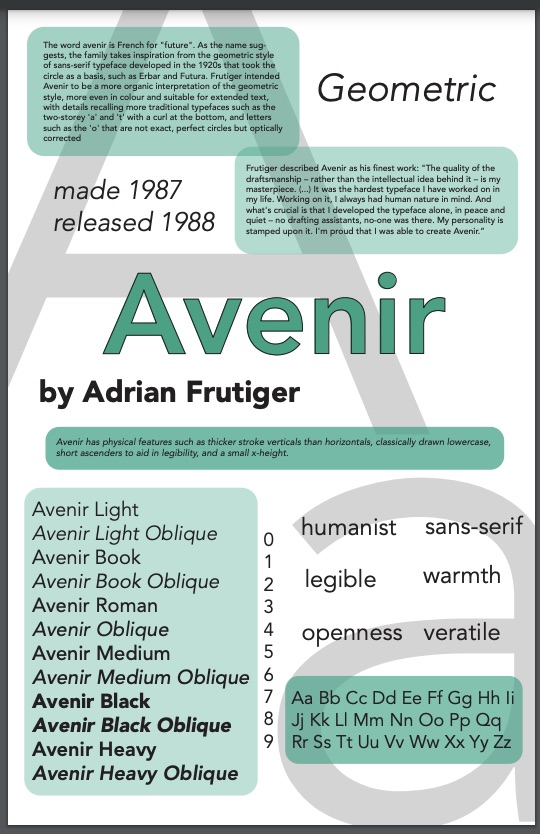 The word avenir is French for "future". As the name sug-
gests, the family takes inspiration from the geometric style
of sans-serif typeface developed in the 1920s that took the
circle as a basis, such as Erbar and Futura. Frutiger intended
Avenir to be a more organic interpretation of the geometric
style, more even in colour and suitable for extended text,
with details recalling more traditional typefaces such as the
two-storey 'a' and 't' with a curl at the bottom, and letters
such as the 'o' that are not exact, perfect circles but optically
corrected
Geometric
made 1987
released 1988
Frutiger described Avenir as his finest work: “The quality of the
draftsmanship – rather than the intellectual idea behind it – is my
masterpiece. (...) It was the hardest typeface I have worked on in
my life. Working on it, I always had human nature in mind. And
what's crucial is that I developed the typeface alone, in peace and
quiet – no drafting assistants, no-one was there. My personality is
stamped upon it. I'm proud that I was able to create Avenir.”
A
Avenir
by Adrian Frutiger
Avenir has physical features such as thicker stroke verticals than horizontals, classically drawn lowercase,
short ascenders to aid in legibility, and a small x-height.
Avenir Light
Avenir Light Oblique
Avenir Book
Avenir Book Oblique
Avenir Roman
Avenir Oblique
Avenir Medium
Avenir Medium Oblique
Avenir Black
Avenir Black Oblique
Avenir Heavy
Avenir Heavy Oblique
0
1
2
3
4
5
6
7
8
9
a
humanist sans-serif
legible warmth
openness veratile
Aa Bb Cc Dd Ee Ff Gg Hh Ii
Jj Kk Ll Mm Nn Oo Pp Qq
Rr Ss Tt Uu Vv Ww Xx Yy Zz